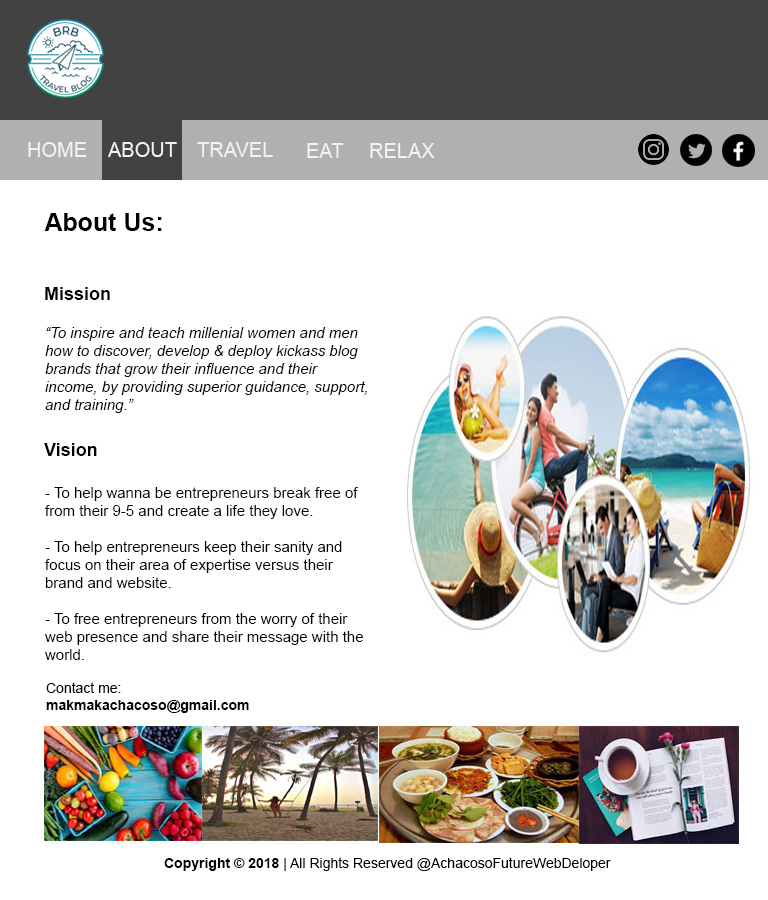 BRB
TRAVEL BLOG
HOME ABOUT TRAVEL EAT RELAX
About Us:
Mission
“To inspire and teach millenial women and men
how to discover, develop & deploy kickass blog
brands that grow their influence and their
income, by providing superior guidance, support,
and training.”
Vision
- To help wanna be entrepreneurs break free of
from their 9-5 and create a life they love.
- To help entrepreneurs keep their sanity and
focus on their area of expertise versus their
brand and website.
- To free entrepreneurs from the worry of their
web presence and share their message with the
world.
Contact me:
makmakachacoso@gmail.com
Copyright © 2018 | All Rights Reserved @AchacosoFutureWebDeloper